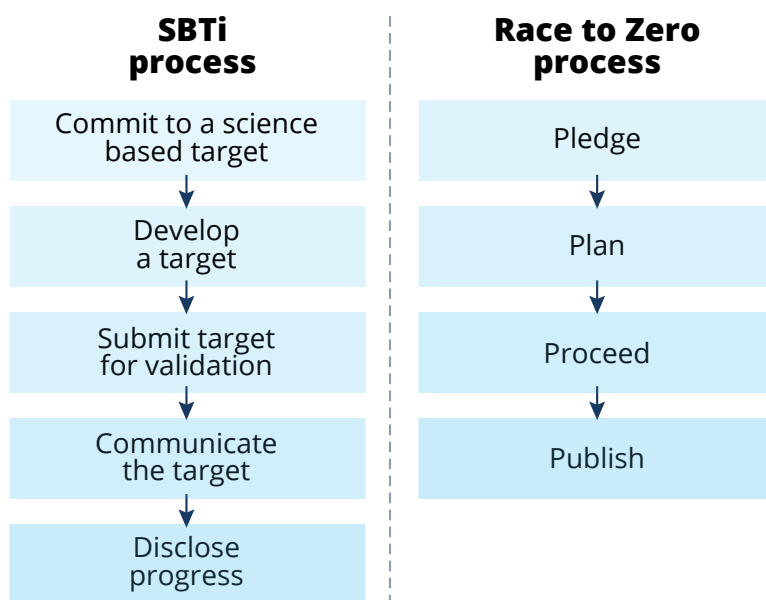 SBTi
process
Commit to a science
based target
Develop
a target
Submit target
for validation
Communicate
the target
Disclose
progress
Race to Zero
process
Pledge
Plan
Proceed
Publish